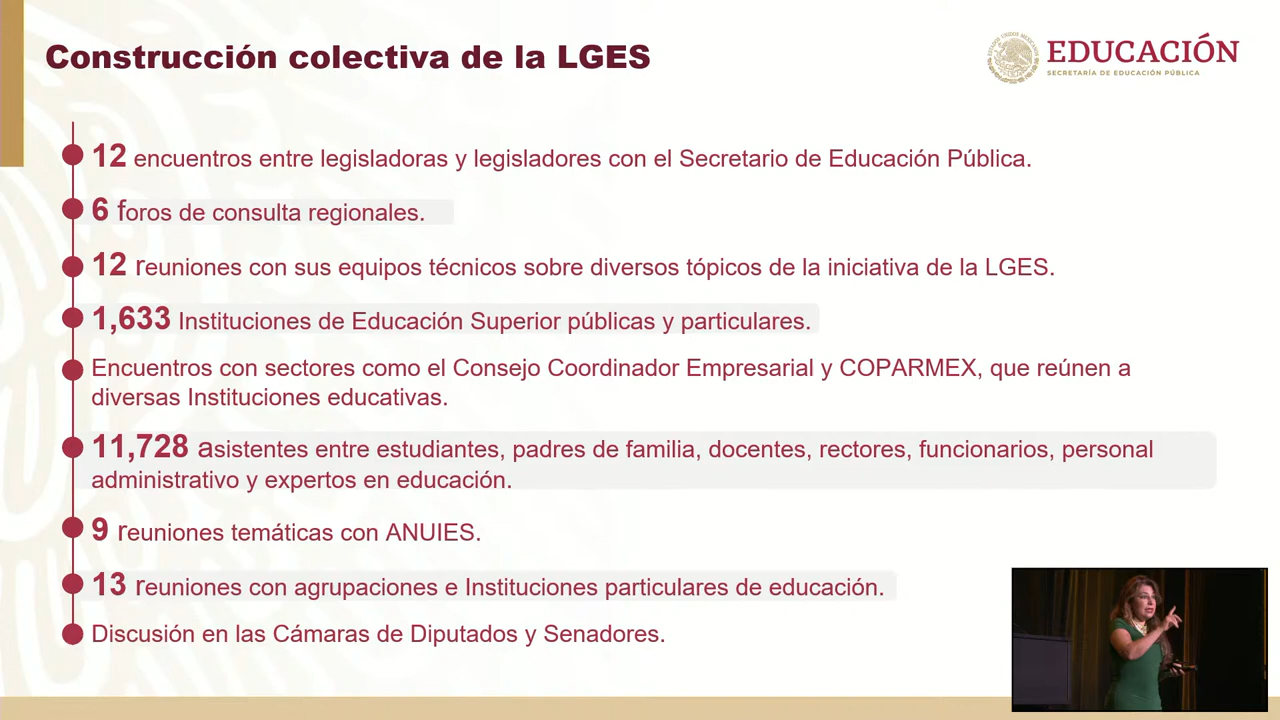 Construcción colectiva de la LGES
EDUCACIÓN
SECRETARÍA DE EDUCACIÓN PÚBLICA
12 encuentros entre legisladoras y legisladores con el Secretario de Educación Pública.
6 foros de consulta regionales.
12 reuniones con sus equipos técnicos sobre diversos tópicos de la iniciativa de la LGES.
1,633 Instituciones de Educación Superior públicas y particulares.
Encuentros con sectores como el Consejo Coordinador Empresarial y COPARMEX, que reúnen a
diversas Instituciones educativas.
11,728 asistentes entre estudiantes, padres de familia, docentes, rectores, funcionarios, personal
administrativo y expertos en educación.
9 reuniones temáticas con ANUIES.
13 reuniones con agrupaciones e Instituciones particulares de educación.
Discusión en las Cámaras de Diputados y Senadores.